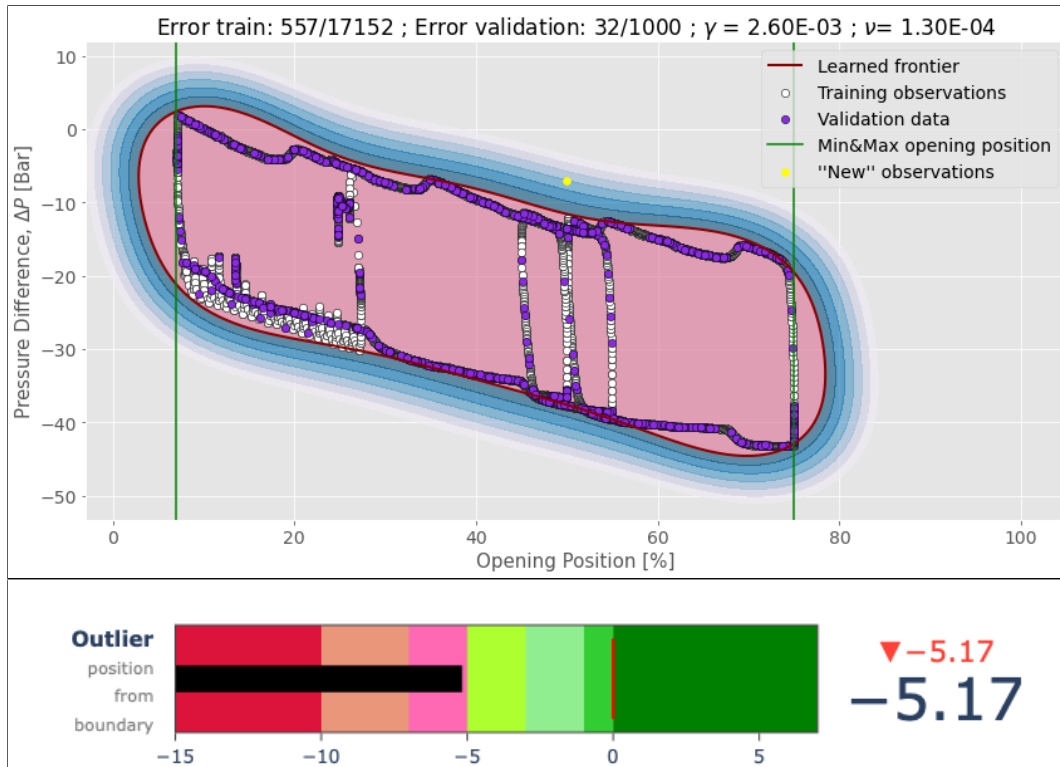 Error train: 557/17152 ; Error validation: 32/1000 ; γ = 2.60E-03 ; ν= 1.30E-04
Learned frontier
Training observations
Validation data
Min&Max opening position
"New" observations
Pressure Difference, ΔP [Bar]
10
0
−10
−20
−30
−40
−50
0 20 40 60 80 100
Opening Position [%]
Outlier
position
from
boundary
−15 −10 −5 0 5
▼−5.17
−5.17